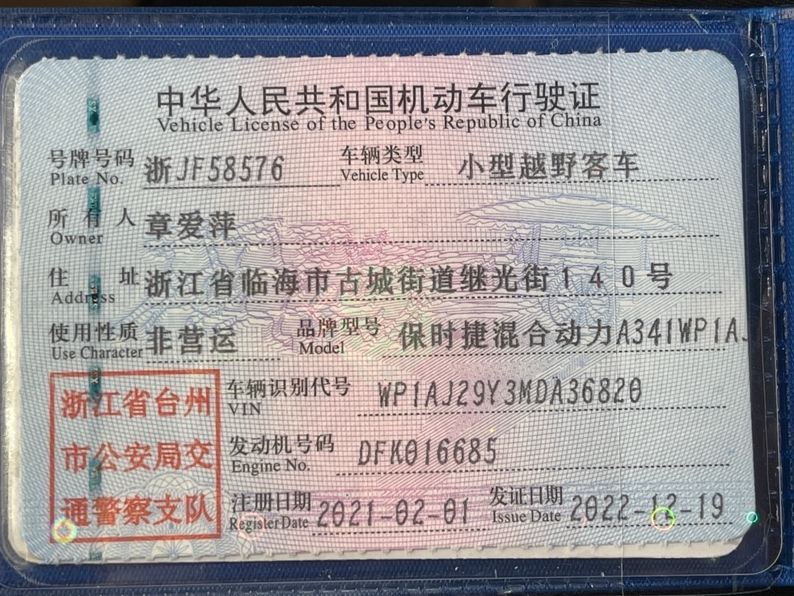 中华人民共和国机动车行驶证
Vehicle License of the People's Republic of China
号牌号码 浙JF58576 车辆类型 小型越野客车
Plate No. Vehicle Type
所有人 章爱萍
Owner
住址 浙江省临海市古城街道继光街140号
Address
使用性质 非营运 品牌型号 保时捷混合动力A341WP1A
Use Character Model
浙江省台州
市公安局交
通警察支队
车辆识别代号 WP1AJ29Y3MDA36820
VIN
发动机号码 DFK016685
Engine No.
注册日期 2021-02-01 发证日期 2022-12-19
Register Date Issue Date